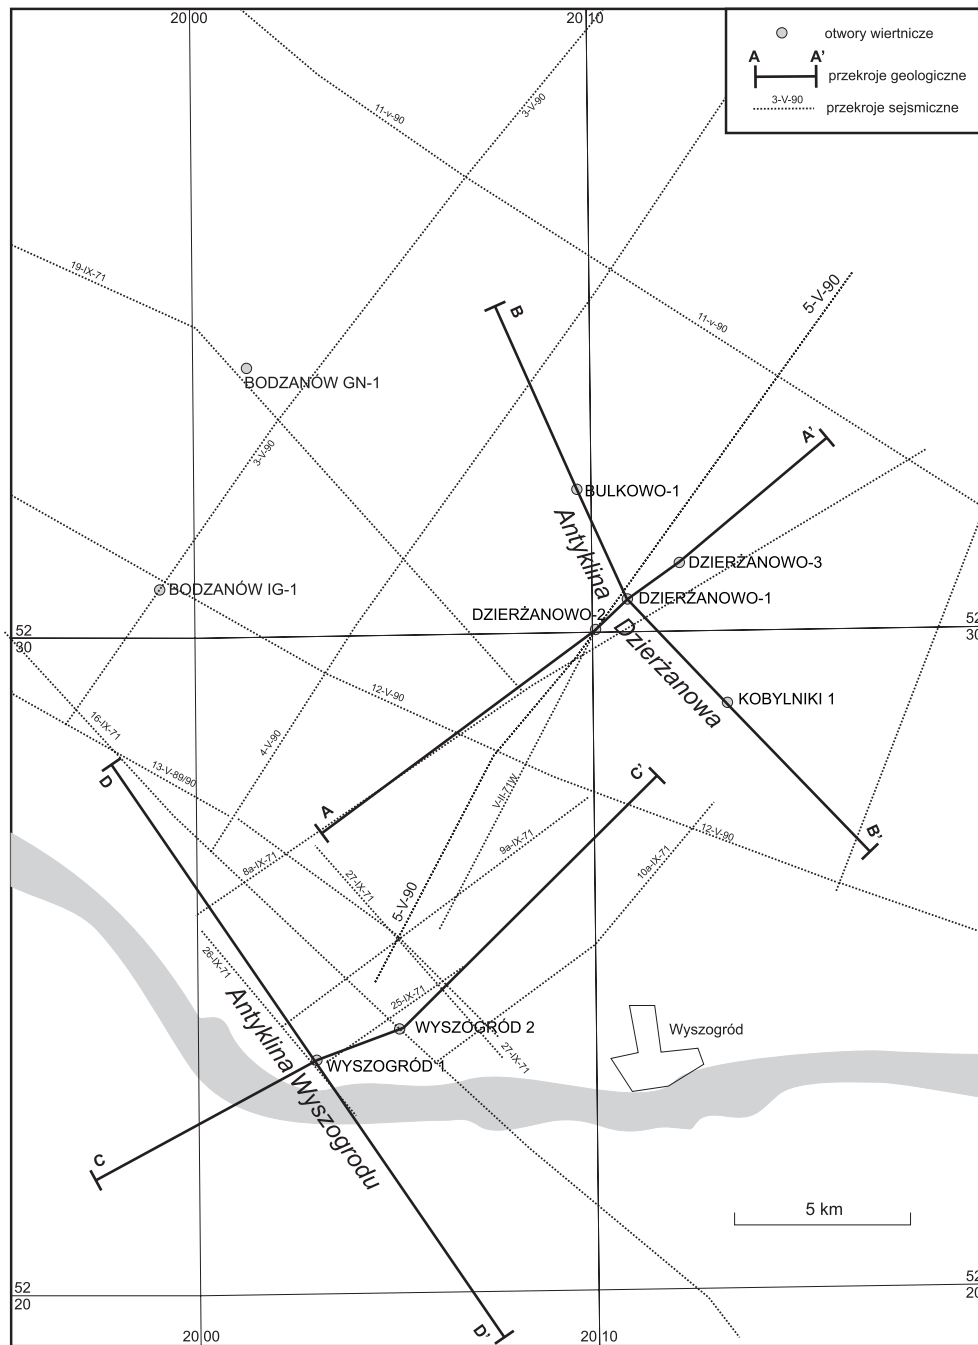 20 00
20 10
otwory wiertnicze
A A'
przekroje geologiczne
3-V-90
przekroje sejsmiczne
3-V-90
11-v-90
19-IX-71
5-V-90
B
11-v-90
BODZANÓW GN-1
A'
3-V-90
BULKOWO-1
Antyklina
Dzierżanowa
DZIERŻANOWO-3
BODZANÓW IG-1
DZIERŻANOWO-1
DZIERŻANOWO-2
52
30
52
30
12-V-90
KOBYLNIKI 1
16-IX-71
4-V-90
13-V-89/90
D
C'
V-II-71W
A
12-V-90
B'
9a-IX-71
8a-IX-71
10a-IX-71
27-IX-71
5-V-90
26-IX-71
25-IX-71
Antyklina Wyszogrodu
WYSZOGRÓD 2
Wyszogród
27-IX-71
WYSZOGRÓD 1
C
5 km
52
20
52
20
20 00
D'
20 10